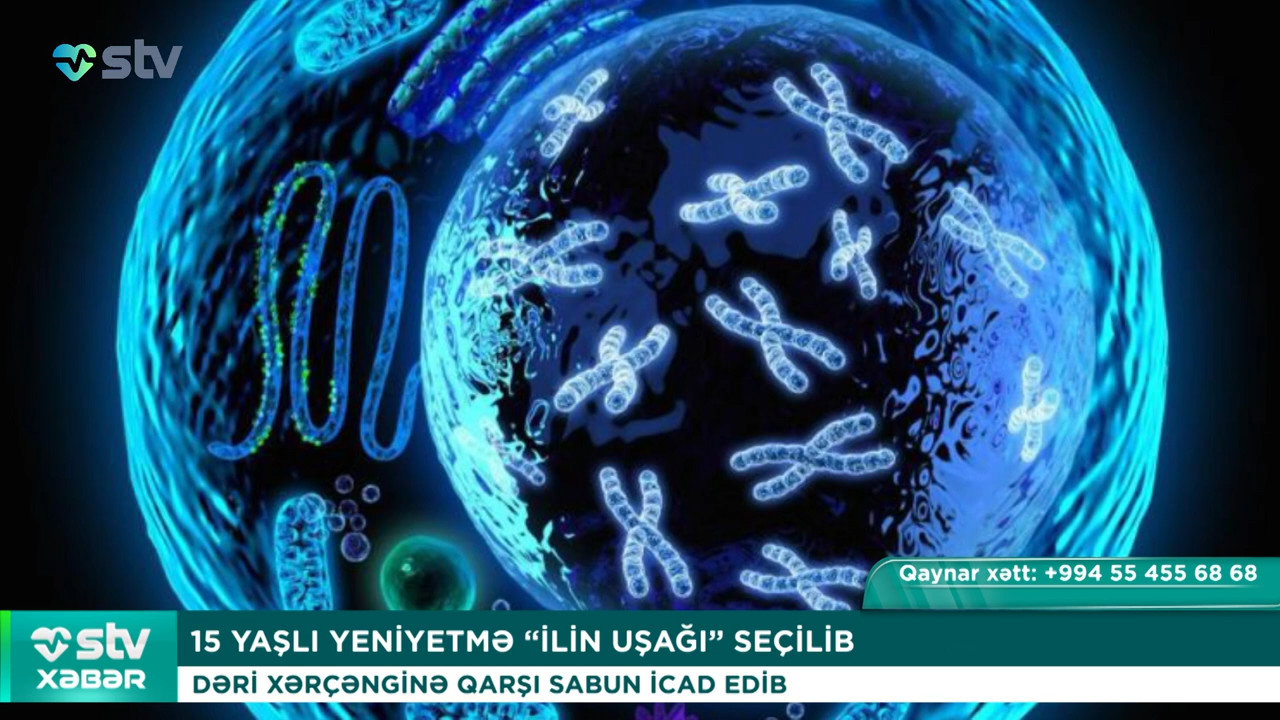 stv
Qaynar xətt: +994 55 455 68 68
stv
XəBəR
15 YAŞLI YENİYETMƏ “İLİN UŞAĞI” SEÇİLİB
DƏRİ XƏRÇƏNGİNƏ QARŞI SABUN İCAD EDİB